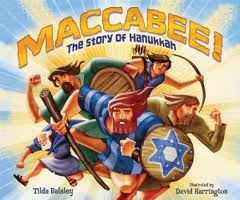 MACCABEE!
The Story of Hanukkah
Tilda Balsley
Illustrated by
David Harrington